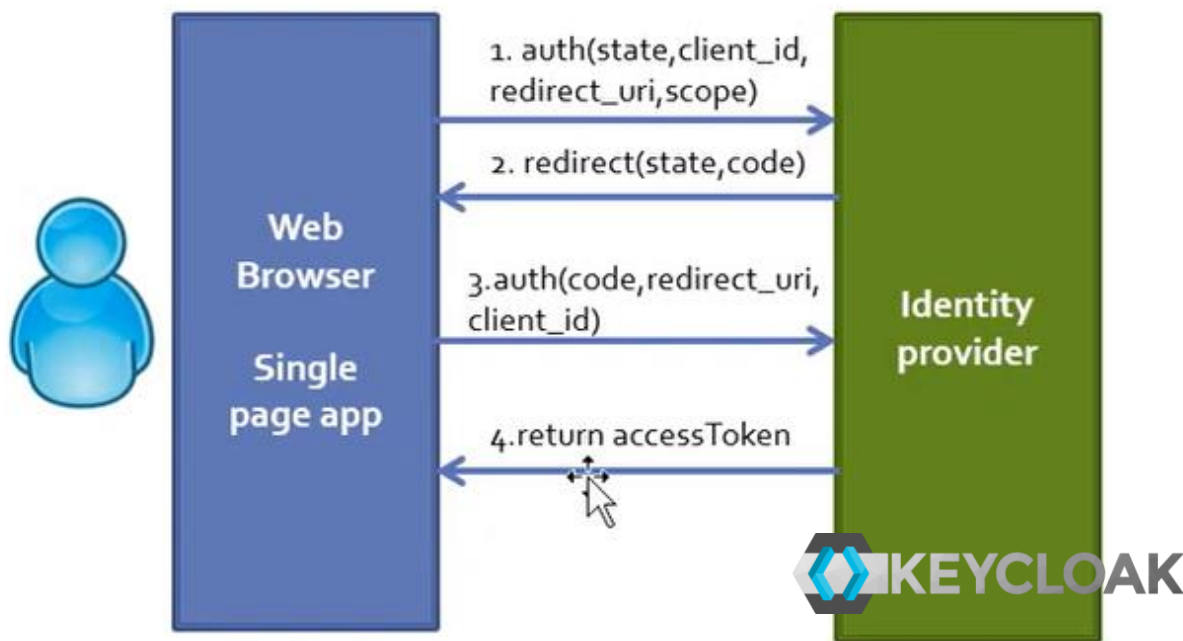 1. auth(state,client_id,
redirect_uri,scope)
2. redirect(state,code)
Web
Browser
Single
page app
3.auth(code,redirect_uri,
client_id)
Identity
provider
4.return accessToken
KEYCLOAK